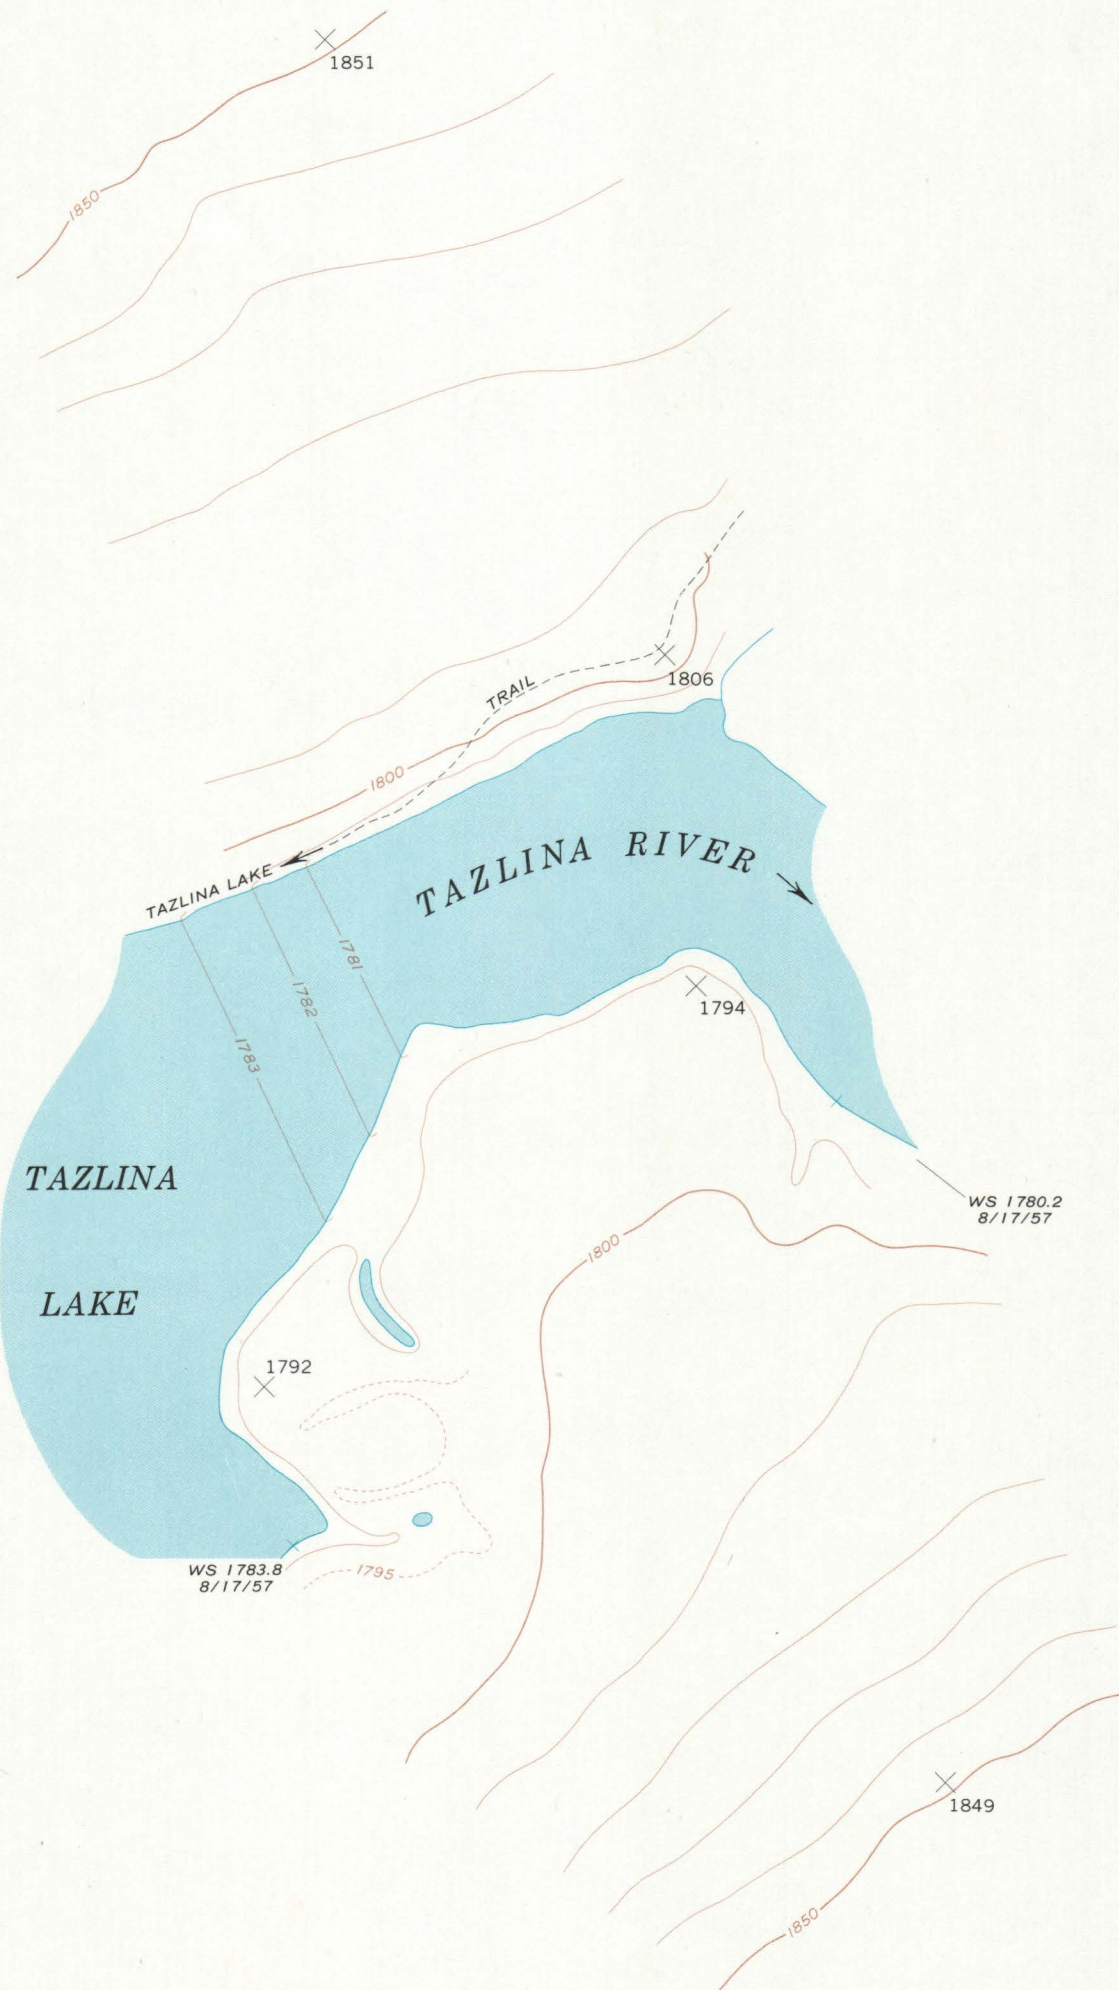 1851
1850
1806
TRAIL
1800
TAZLINA LAKE
TAZLINA RIVER
1781
1782
1794
1783
TAZLINA
WS 1780.2
8/17/57
1800
LAKE
1792
WS 1783.8
8/17/57
1795
1849
1850